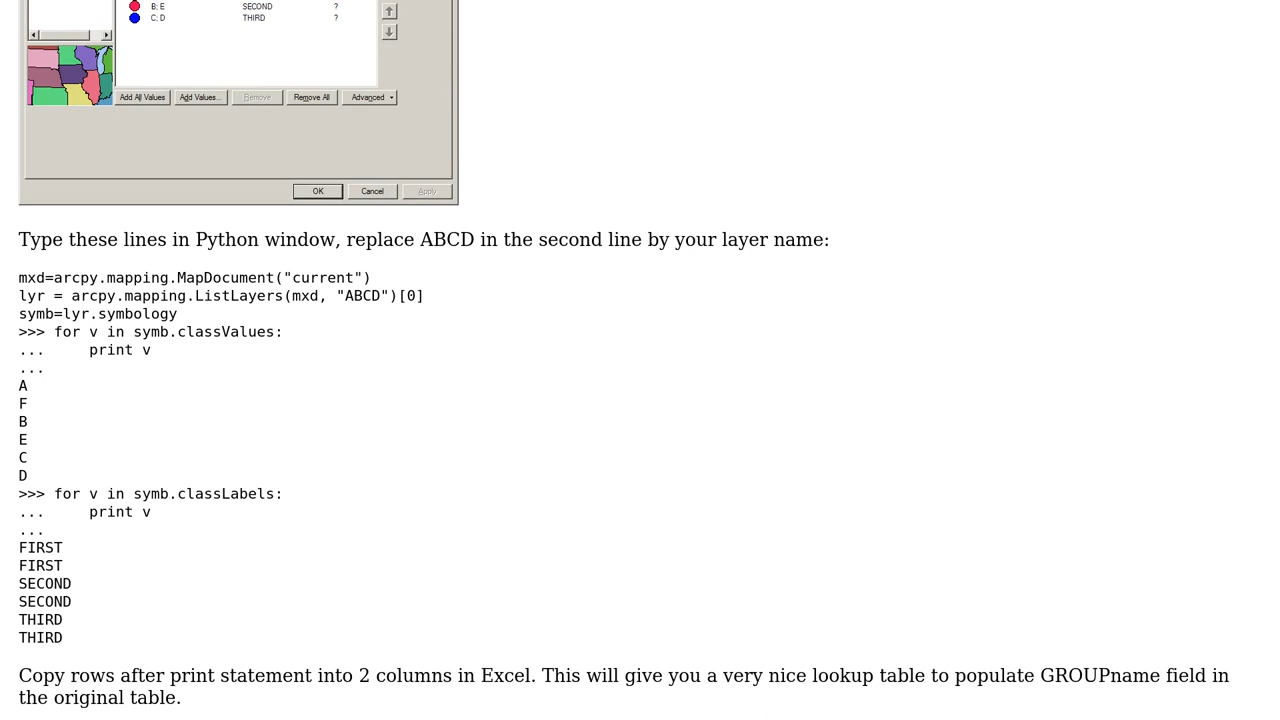 B; E SECOND ?
C; D THIRD ?
Add All Values Add Values... Remove Remove All Advanced
OK Cancel Apply
Type these lines in Python window, replace ABCD in the second line by your layer name:
mxd=arcpy.mapping.MapDocument("current")
lyr = arcpy.mapping.ListLayers(mxd, "ABCD")[0]
symb=lyr.symbology
>>> for v in symb.classValues:
...     print v
...
A
F
B
E
C
D
>>> for v in symb.classLabels:
...     print v
...
FIRST
FIRST
SECOND
SECOND
THIRD
THIRD
Copy rows after print statement into 2 columns in Excel. This will give you a very nice lookup table to populate GROUPname field in
the original table.